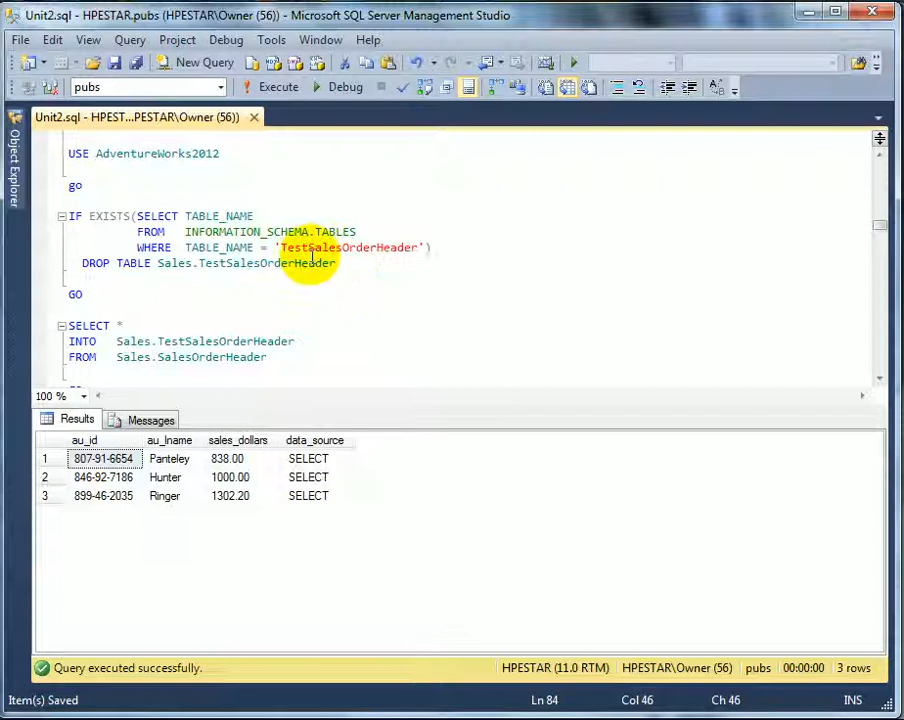 Unit2.sql - HPESTAR.pubs (HPESTAR\Owner (56)) - Microsoft SQL Server Management Studio
File Edit View Query Project Debug Tools Window Help
New Query
pubs Execute Debug
Unit2.sql - HPEST...PESTAR\Owner (56))
Object Explorer
USE AdventureWorks2012
go
IF EXISTS(SELECT TABLE_NAME
FROM INFORMATION_SCHEMA.TABLES
WHERE TABLE_NAME = 'TestSalesOrderHeader')
DROP TABLE Sales.TestSalesOrderHeader
GO
SELECT *
INTO Sales.TestSalesOrderHeader
FROM Sales.SalesOrderHeader
100 %
Results Messages
au_id au_lname sales_dollars data_source
1 807-91-6654 Panteley 838.00 SELECT
2 846-92-7186 Hunter 1000.00 SELECT
3 899-46-2035 Ringer 1302.20 SELECT
Query executed successfully. HPESTAR (11.0 RTM) HPESTAR\Owner (56) pubs 00:00:00 3 rows
Item(s) Saved Ln 84 Col 46 Ch 46 INS